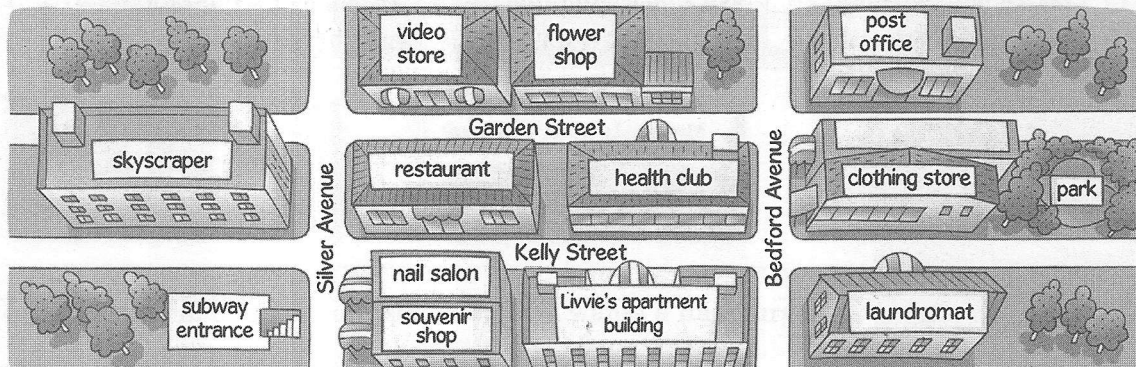 video
store
flower
shop
post
office
Garden Street
skyscraper
restaurant
health club
clothing store
park
Silver Avenue
Bedford Avenue
Kelly Street
nail salon
subway
entrance
souvenir
shop
Livvie's apartment
building
laundromat